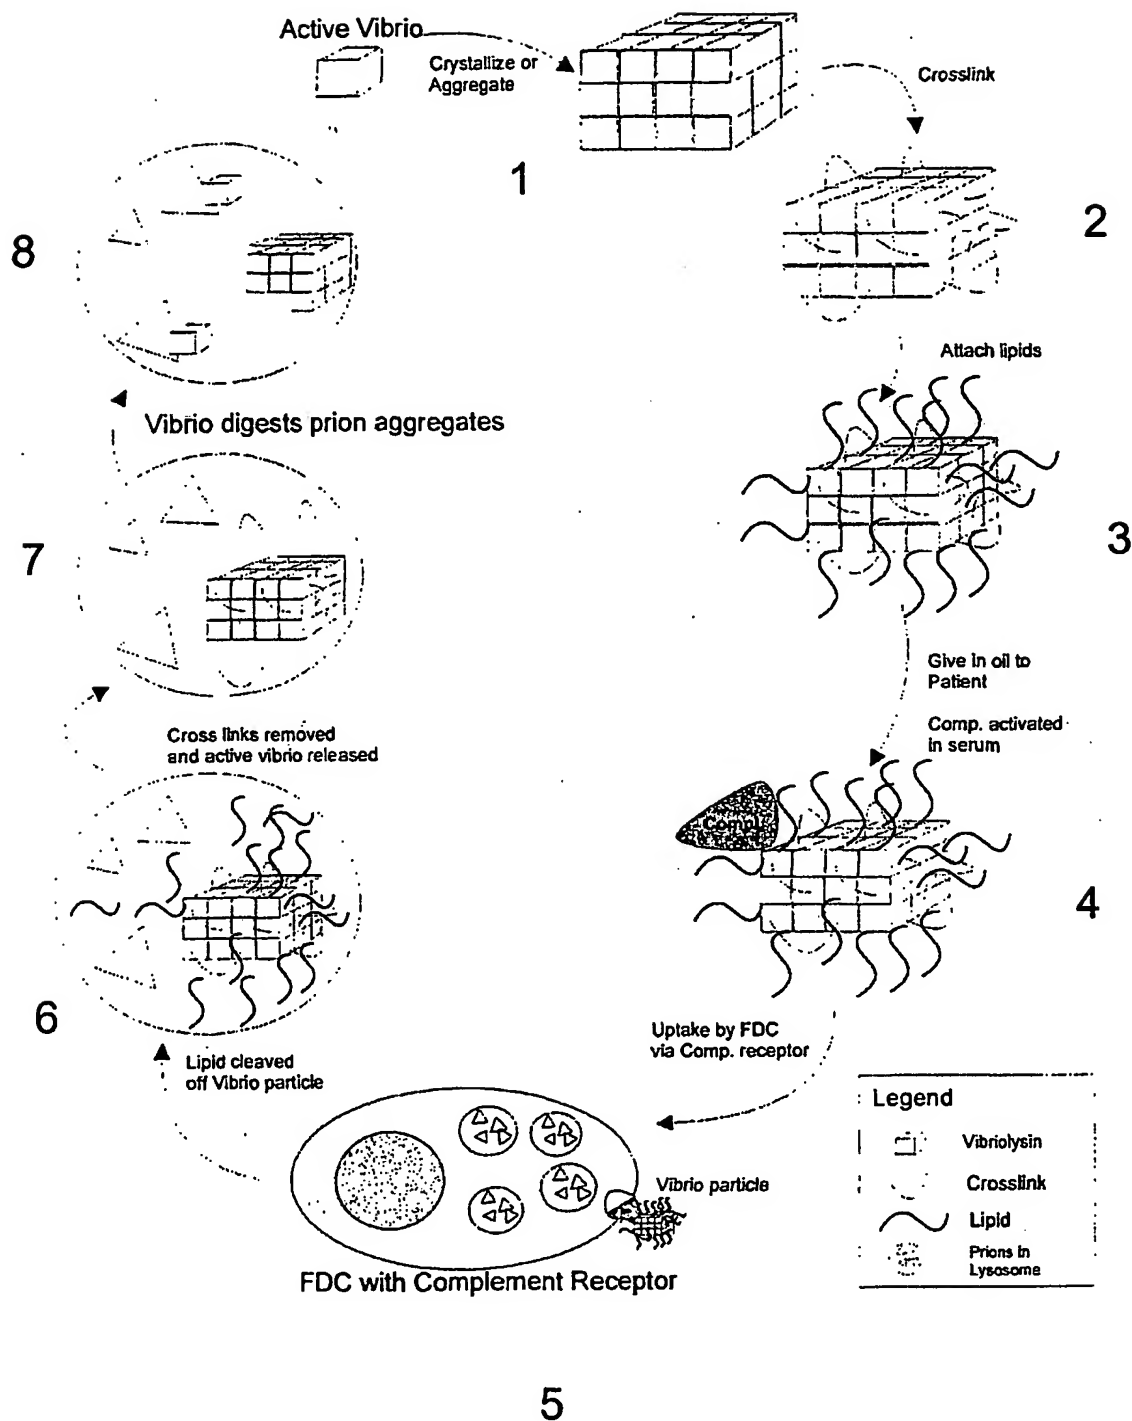 Active Vibrio
Crystallize or
Aggregate
Crosslink
1
2
8
Attach lipids
Vibrio digests prion aggregates
3
7
Give in oil to
Patient
Comp. activated
in serum
Cross links removed
and active vibrio released
Compl.
4
6
Uptake by FDC
via Comp. receptor
Lipid cleaved
off Vibrio particle
Legend
Vibriolysin
Crosslink
Lipid
Prions in
Lysosome
Vibrio particle
FDC with Complement Receptor
5